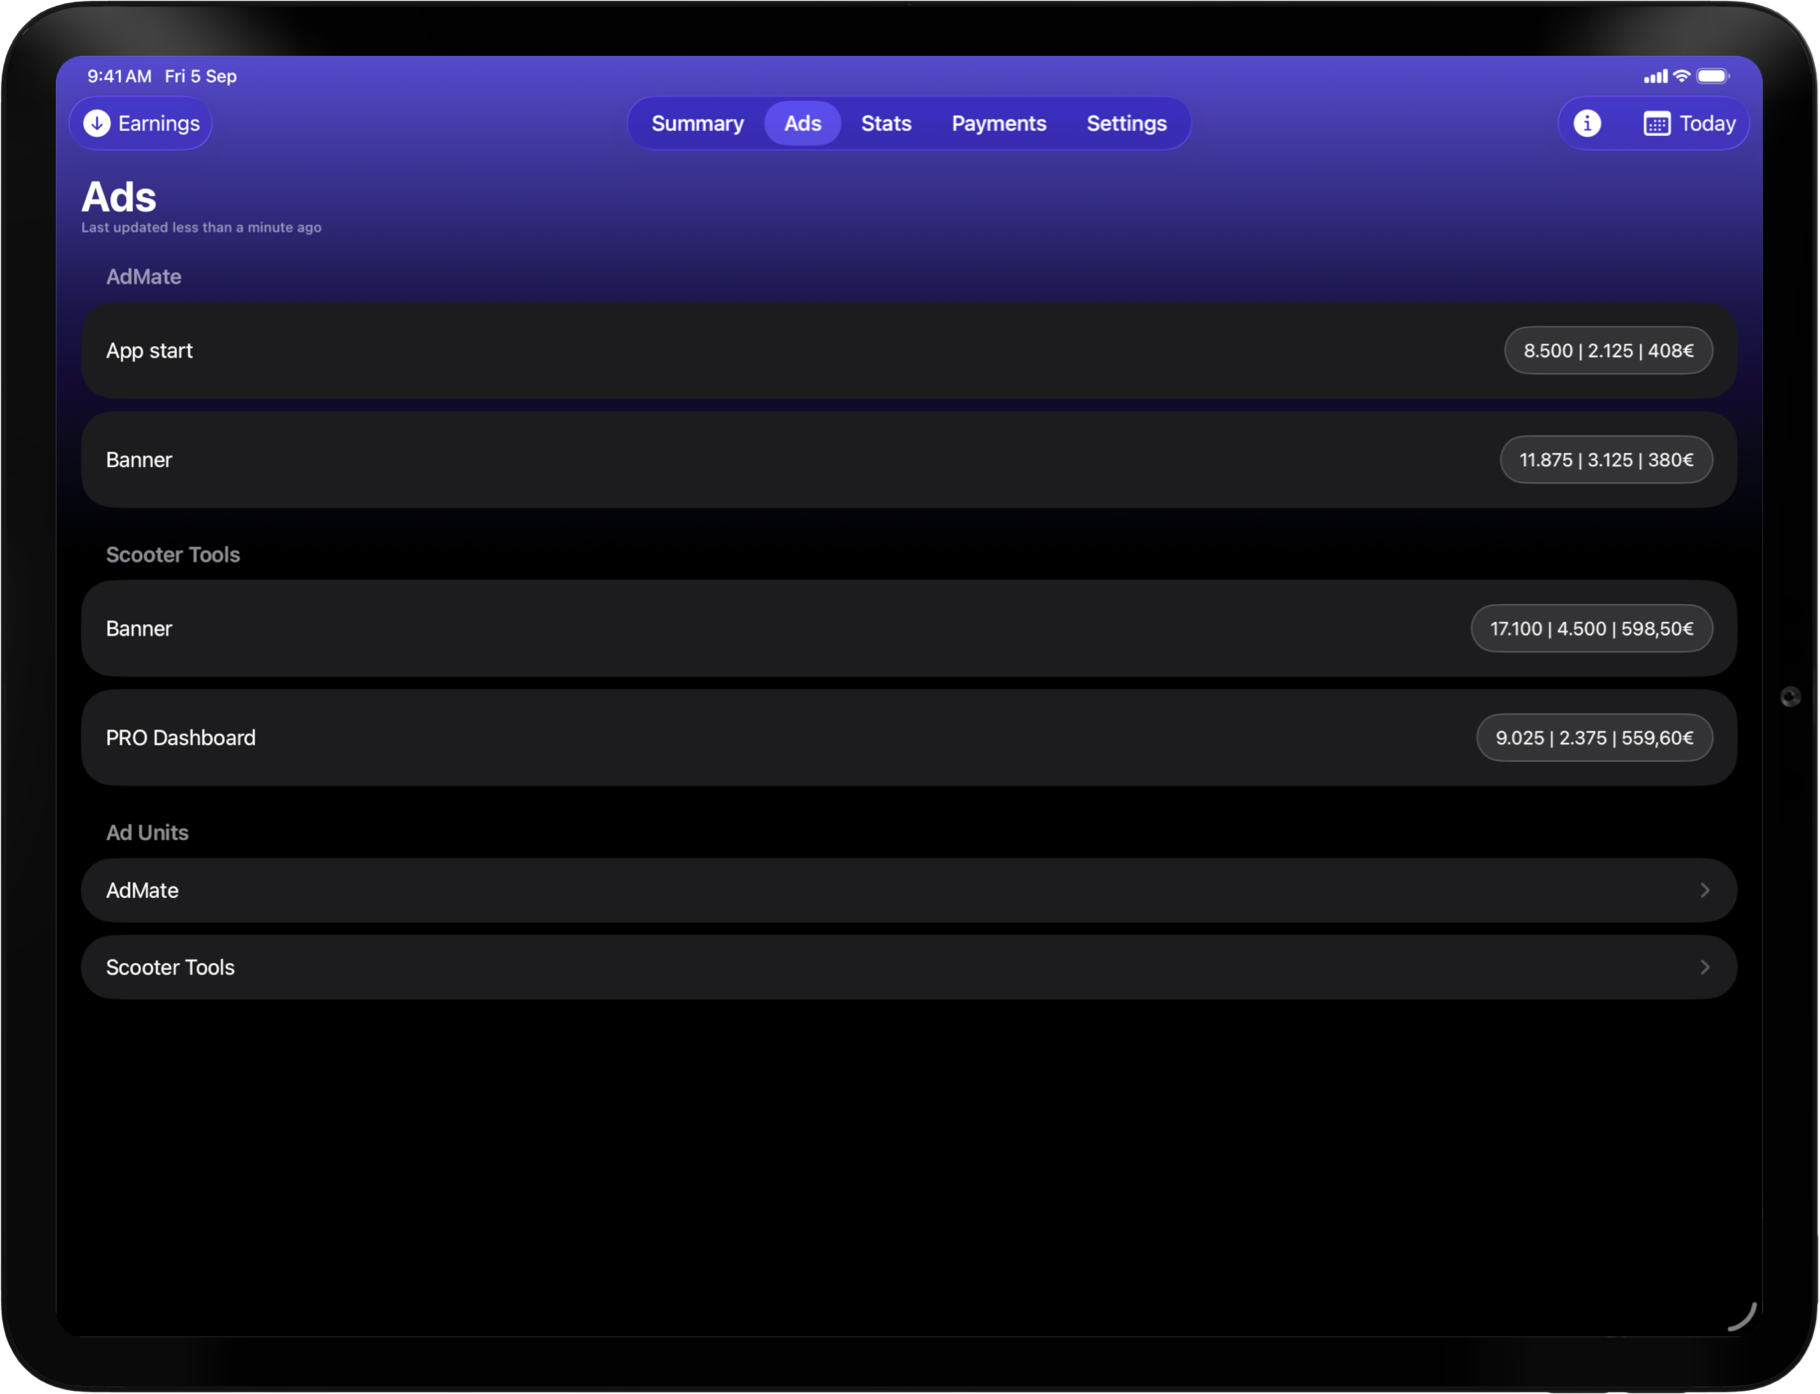 9:41 AM Fri 5 Sep
Earnings
Summary Ads Stats Payments Settings
Today
Ads
Last updated less than a minute ago
AdMate
App start 8.500 | 2.125 | 408€
Banner 11.875 | 3.125 | 380€
Scooter Tools
Banner 17.100 | 4.500 | 598,50€
PRO Dashboard 9.025 | 2.375 | 559,60€
Ad Units
AdMate
Scooter Tools